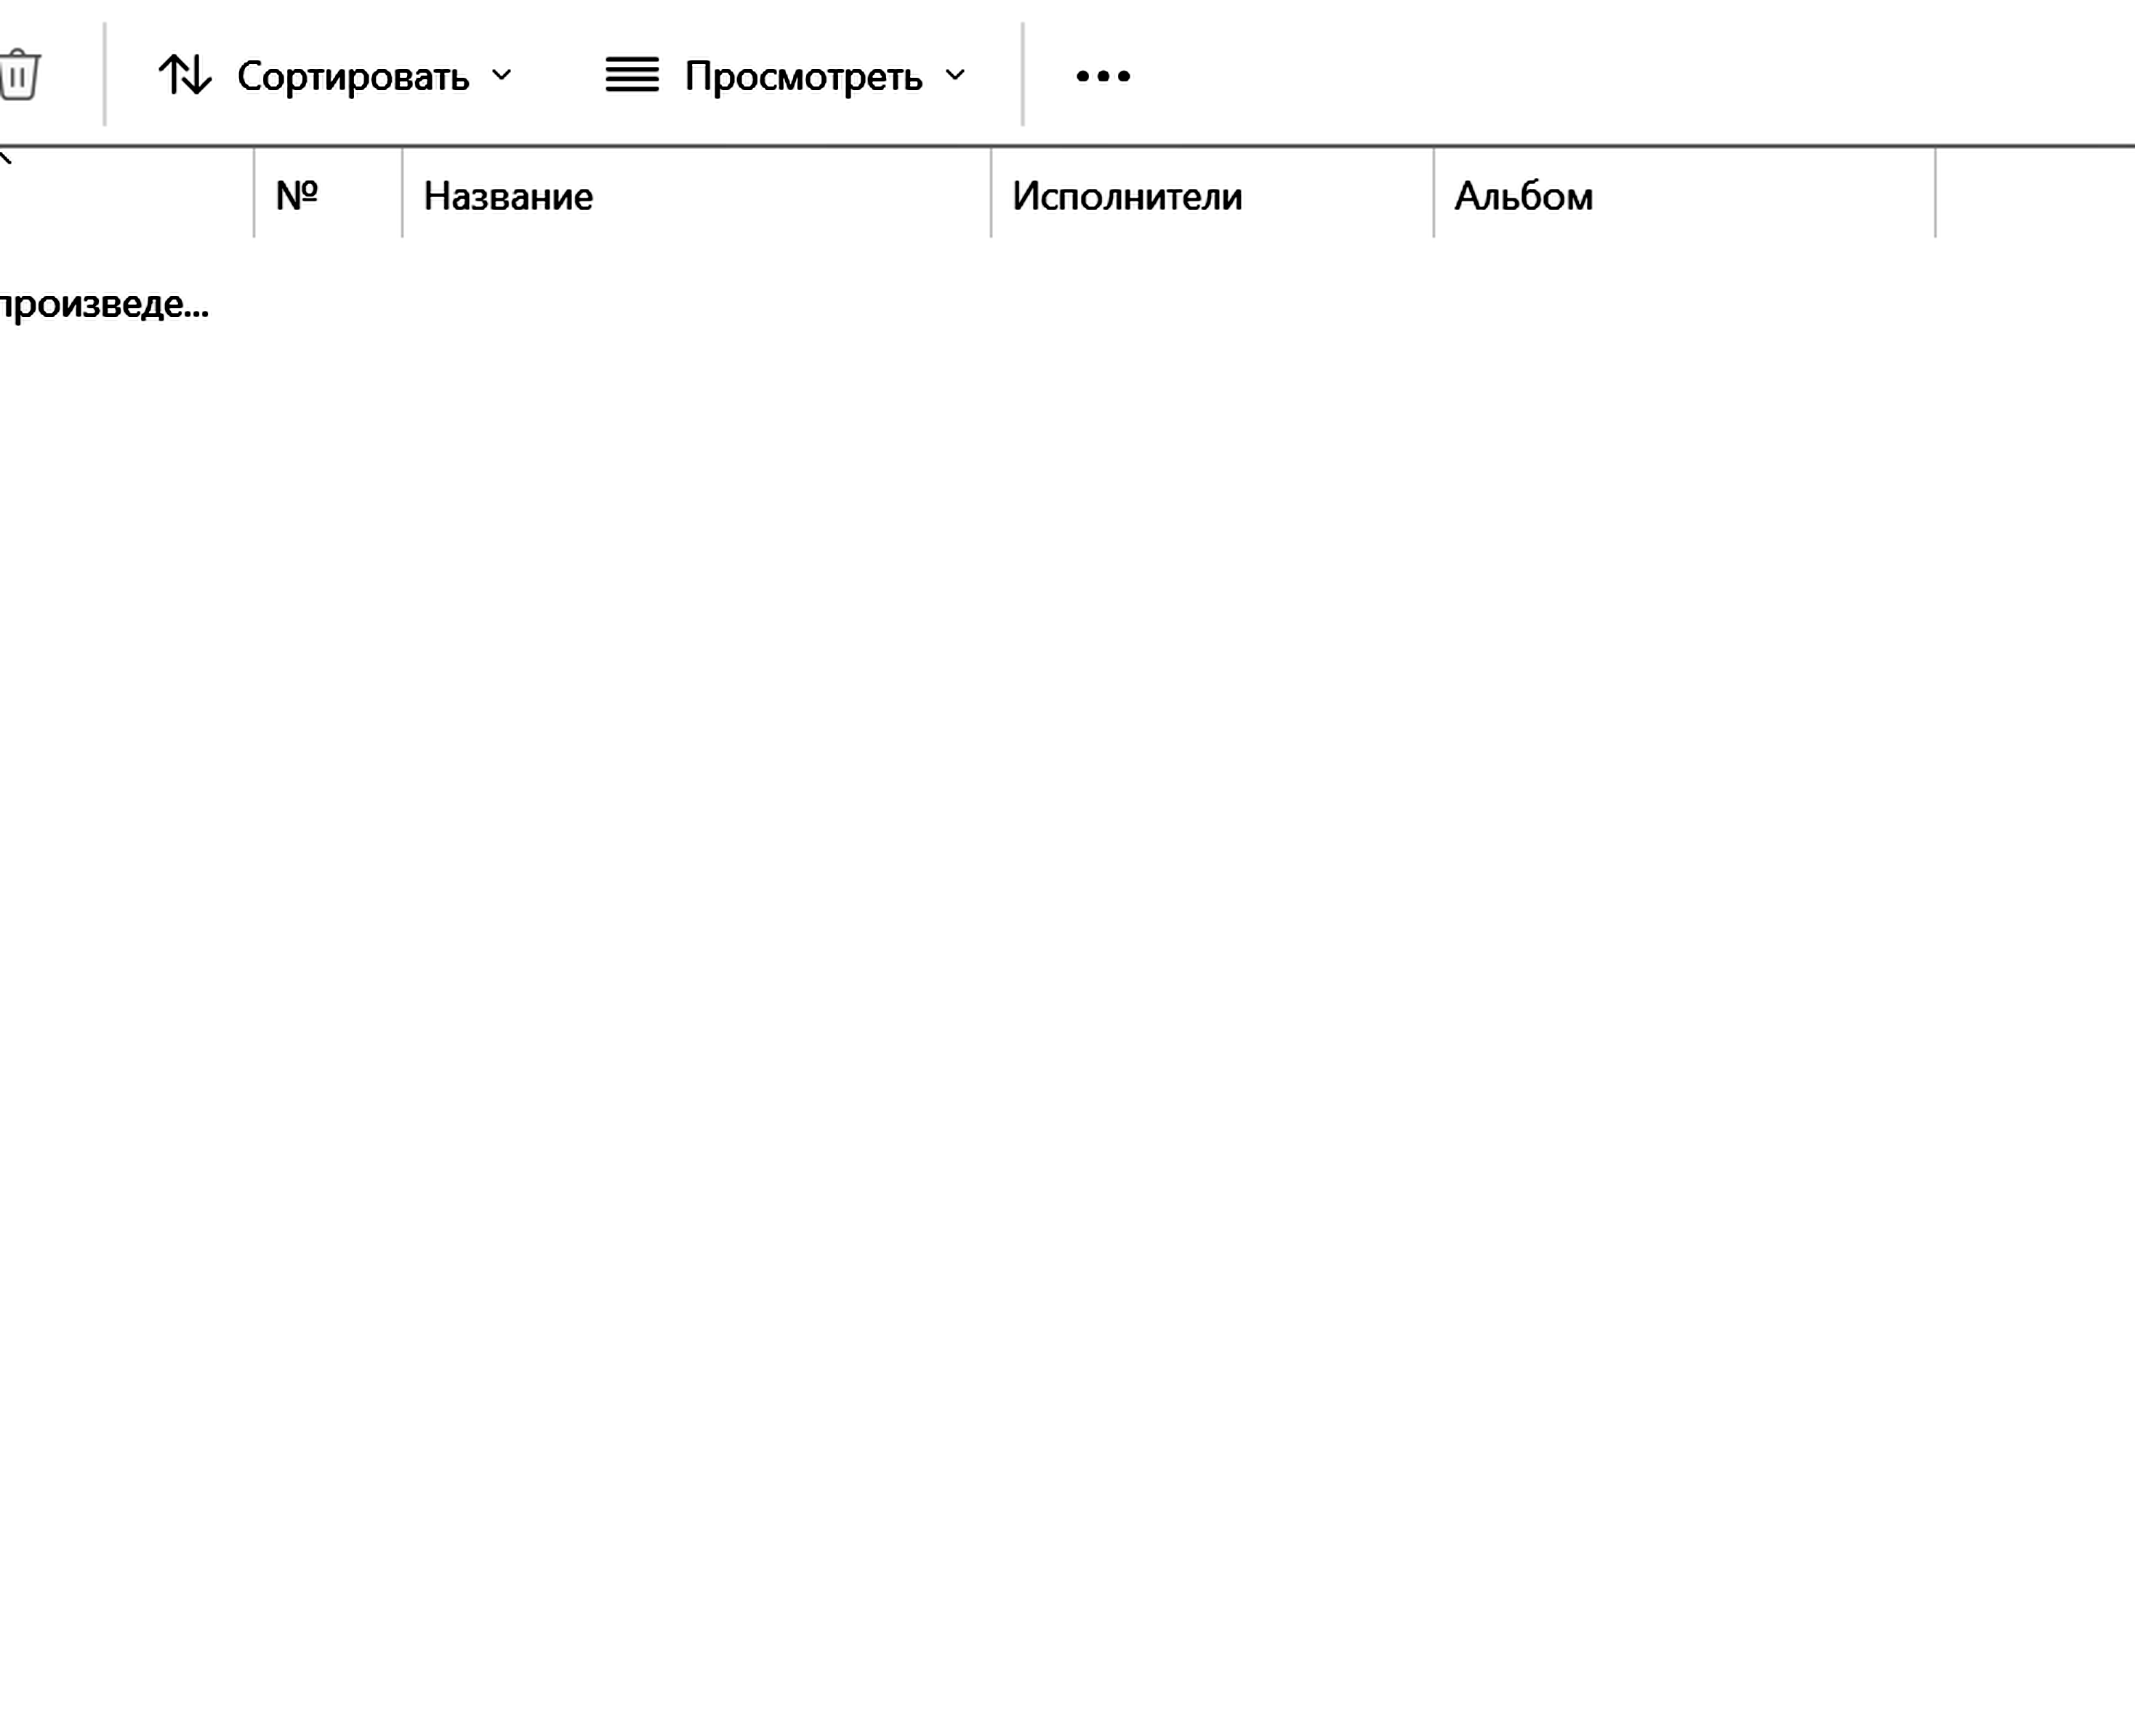 Сортировать Просмотреть
№ Название Исполнители Альбом
произведе...